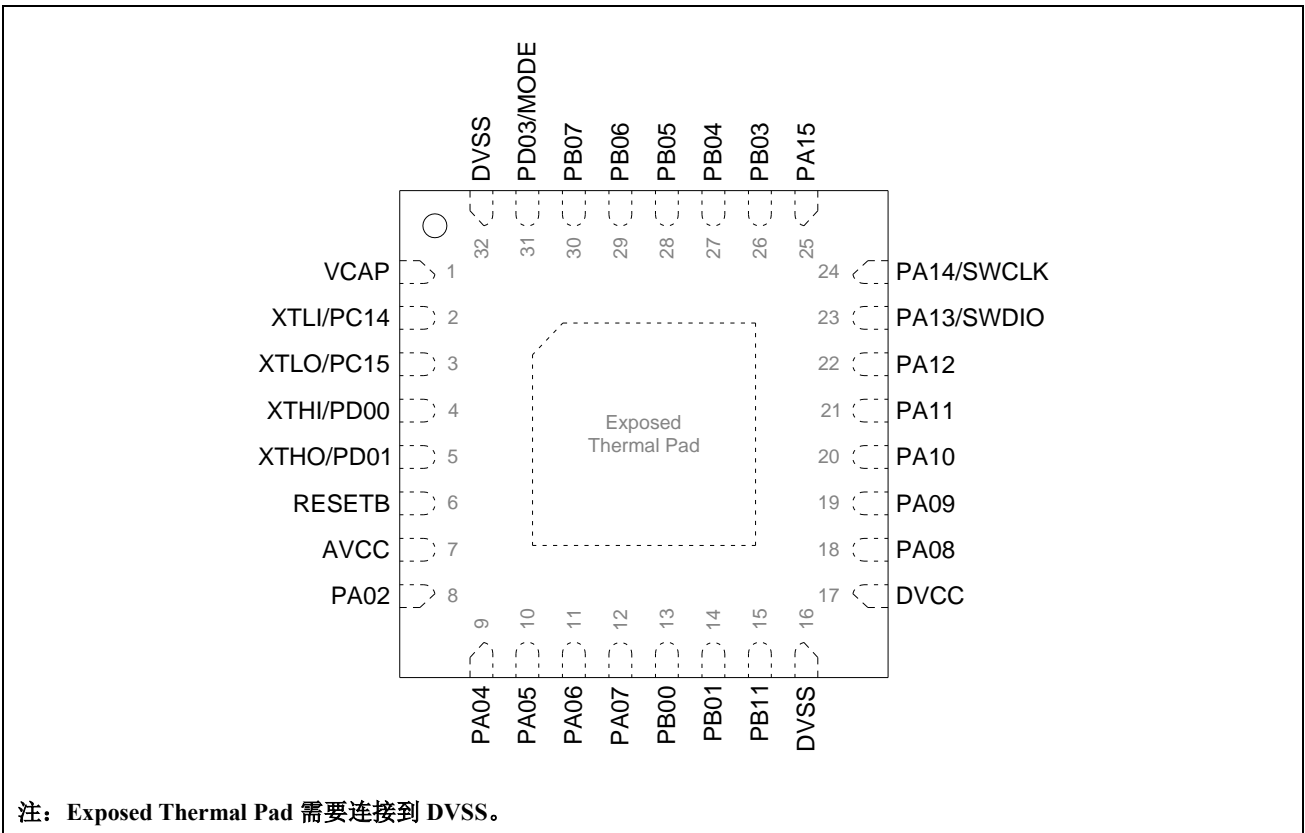 DVSS
PD03/MODE
PB07
PB06
PB05
PB04
PB03
PA15
32
31
30
29
28
27
26
25
VCAP 1
24 PA14/SWCLK
XTLI/PC14 2
23 PA13/SWDIO
XTLO/PC15 3
22 PA12
XTHI/PD00 4
21 PA11
Exposed
Thermal Pad
XTHO/PD01 5
20 PA10
RESETB 6
19 PA09
AVCC 7
18 PA08
PA02 8
17 DVCC
9
10
11
12
13
14
15
16
PA04
PA05
PA06
PA07
PB00
PB01
PB11
DVSS
注：Exposed Thermal Pad 需要连接到 DVSS。